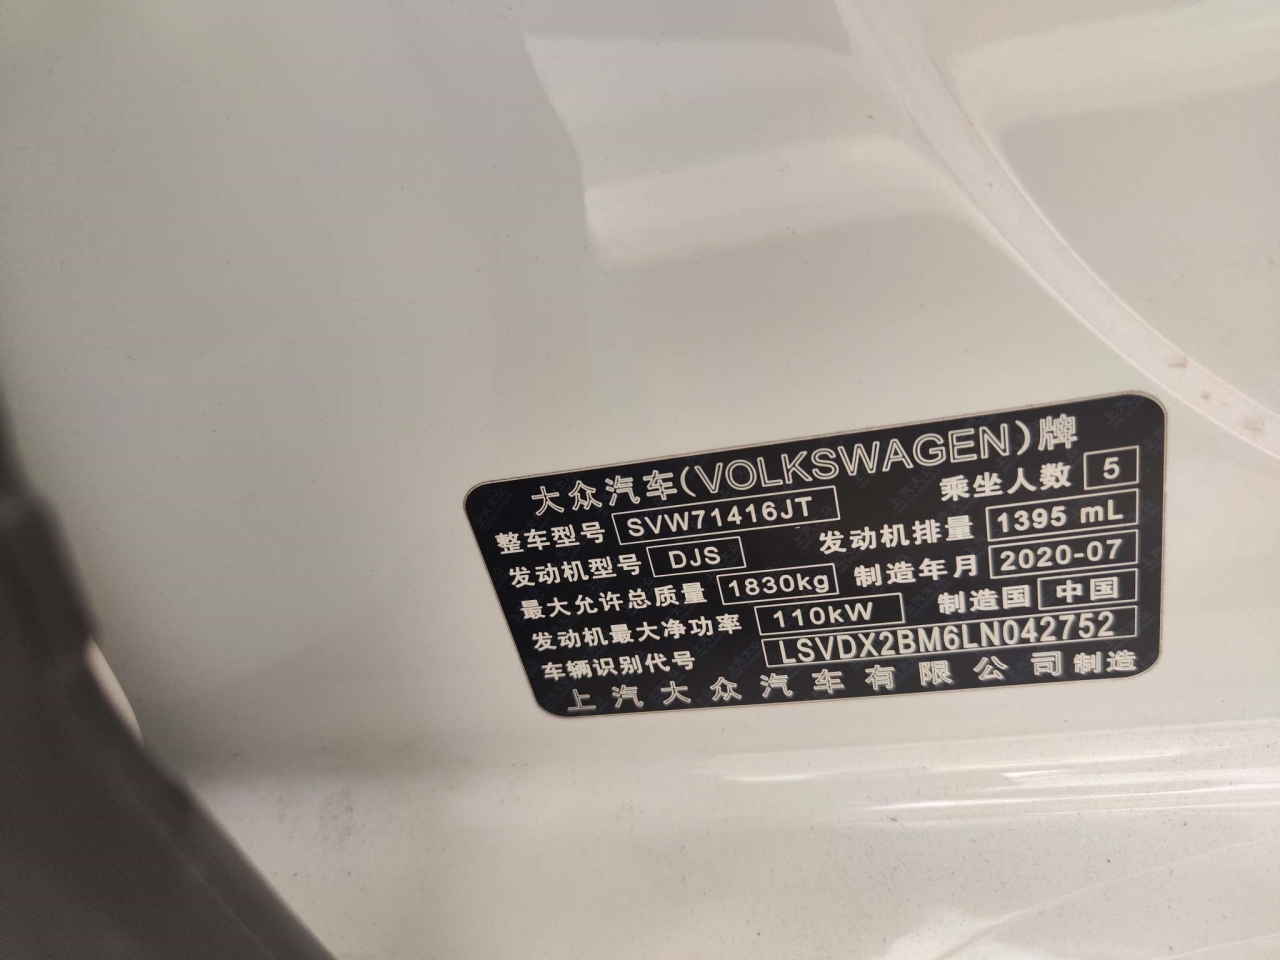 大众汽车(VOLKSWAGEN)牌
整车型号 SVW71416JT 乘坐人数 5
发动机型号 DJS 发动机排量 1395 mL
最大允许总质量 1830kg 制造年月 2020-07
发动机最大净功率 110kW 制造国 中国
车辆识别代号 LSVDX2BM6LN042752
上汽大众汽车有限公司制造